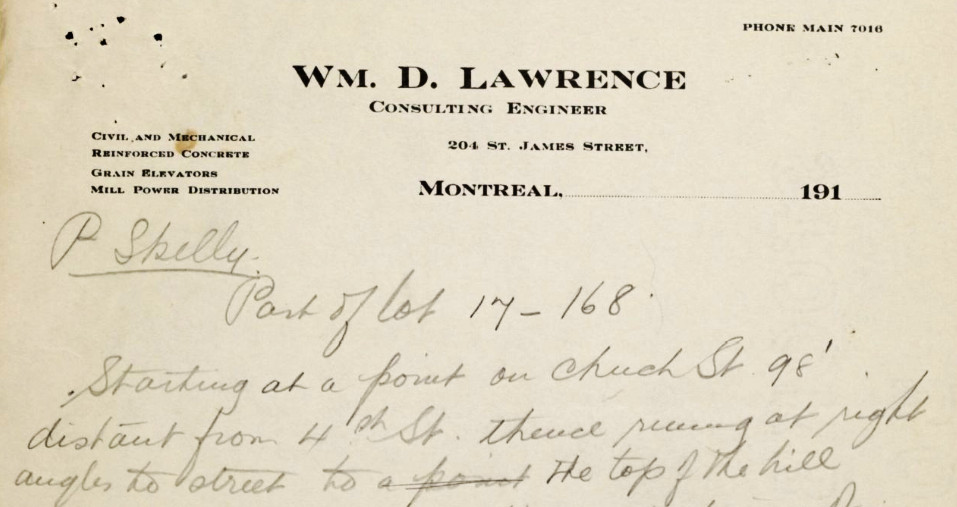 PHONE MAIN 7016
WM. D. LAWRENCE
CONSULTING ENGINEER
CIVIL AND MECHANICAL
REINFORCED CONCRETE
GRAIN ELEVATORS
MILL POWER DISTRIBUTION
204 ST. JAMES STREET,
MONTREAL, 191
P Skelly.
Part of lot 17 - 168
Starting at a point on Chuch St 98'
distant from 4th St. thence runing at right
angles to street to a point the top of the hill